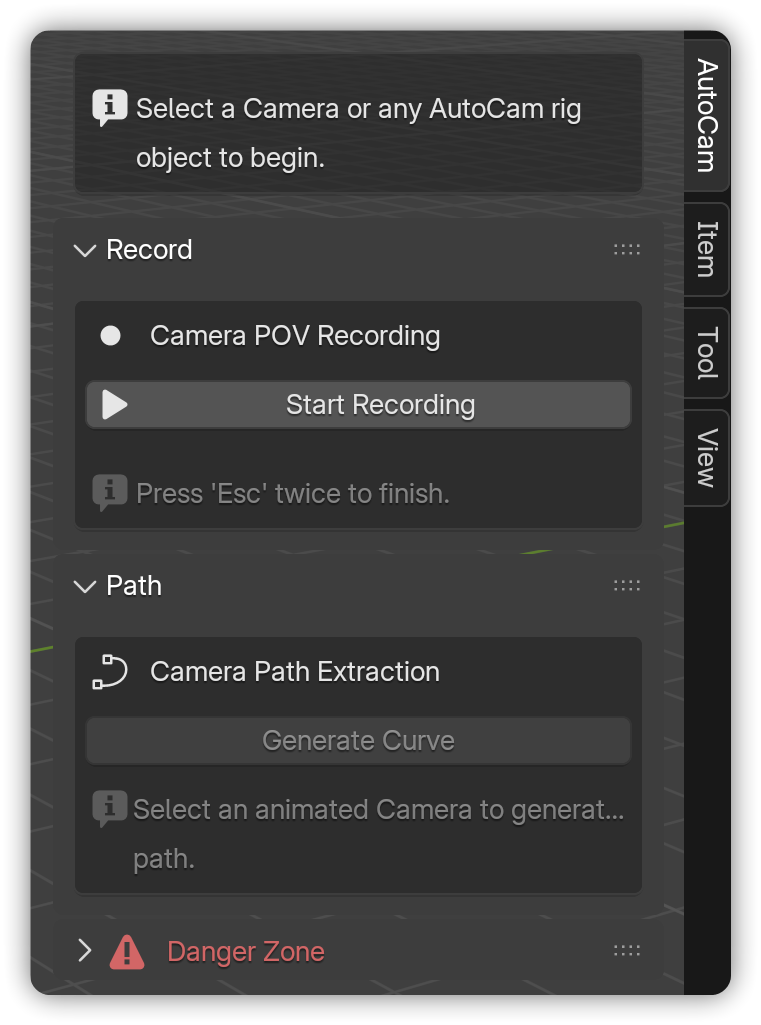 Select a Camera or any AutoCam rig
object to begin.
Record
Camera POV Recording
Start Recording
Press 'Esc' twice to finish.
Path
Camera Path Extraction
Generate Curve
Select an animated Camera to generat...
path.
Danger Zone
AutoCam
Item
Tool
View